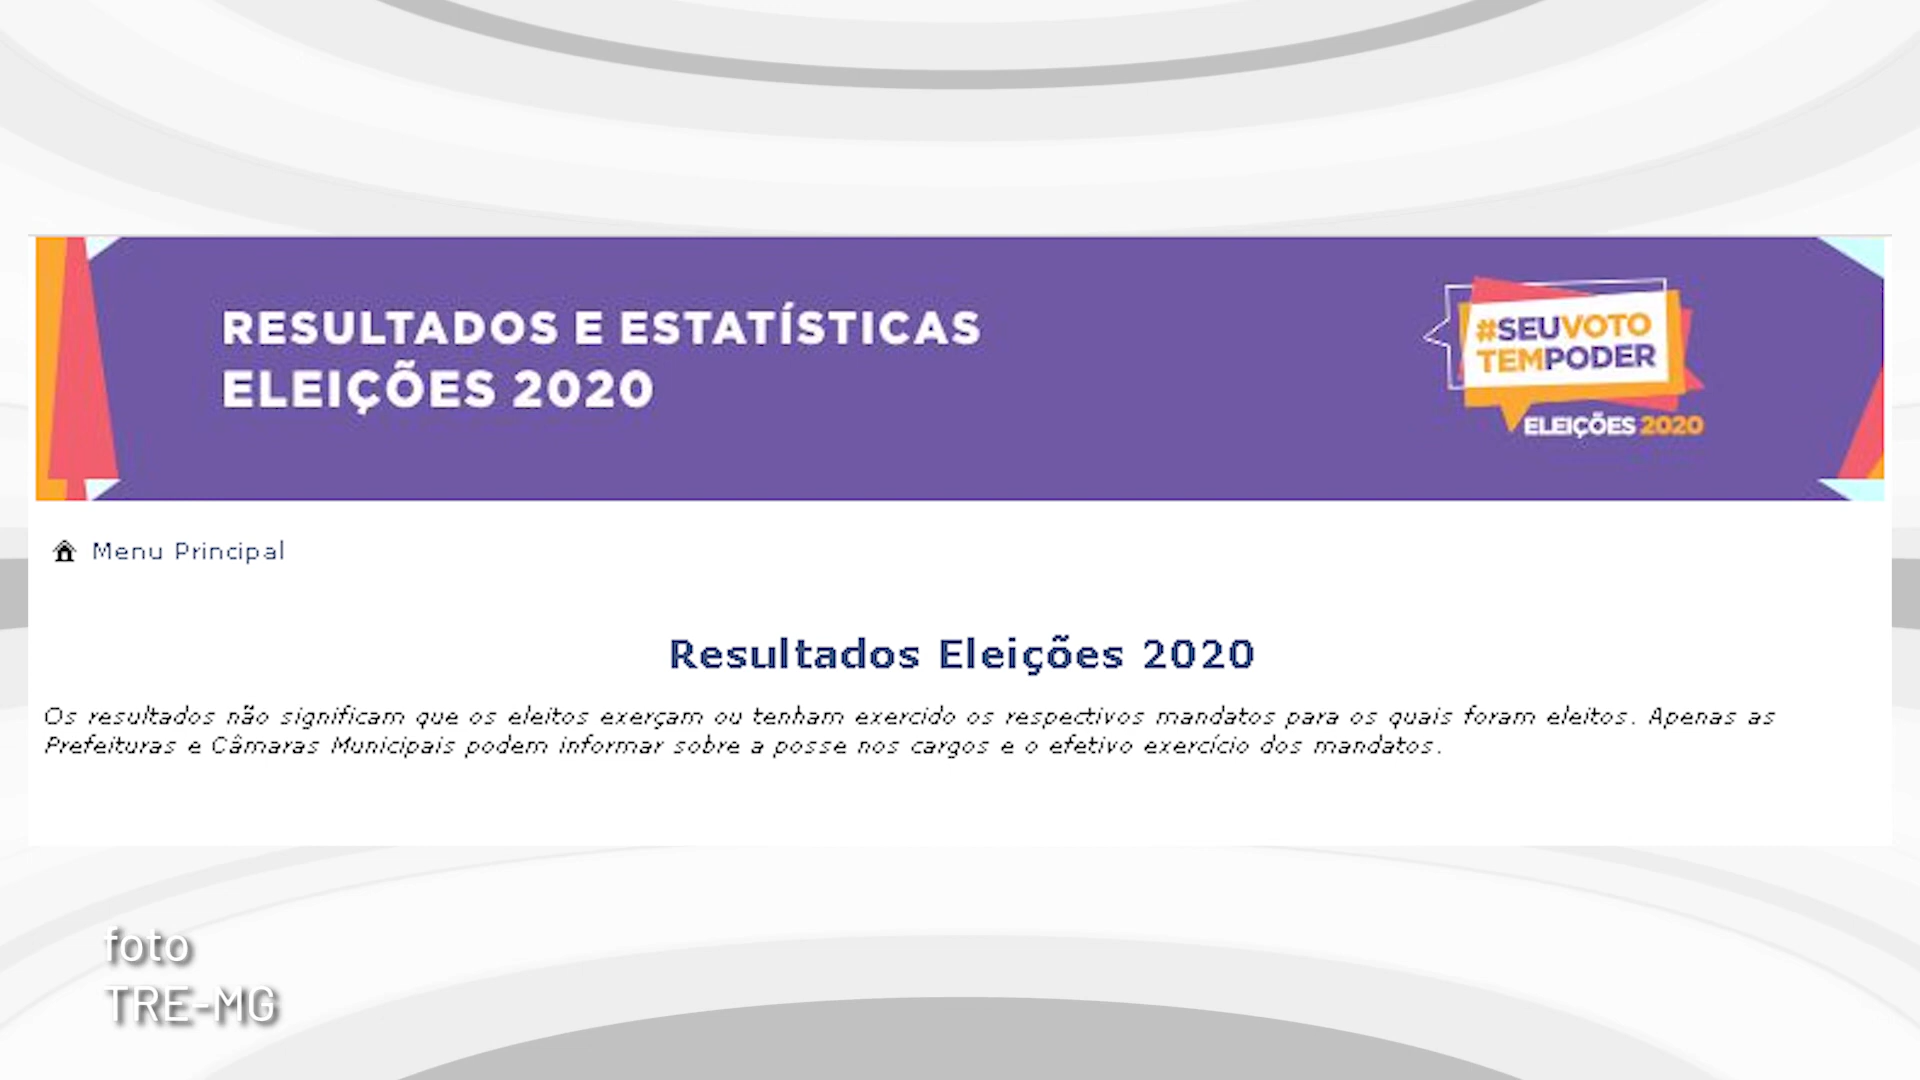 RESULTADOS E ESTATÍSTICAS
ELEIÇÕES 2020
#SEUVOTO
TEMPODER
ELEIÇÕES 2020
Menu Principal
Resultados Eleições 2020
Os resultados não significam que os eleitos exerçam ou tenham exercido os respectivos mandatos para os quais foram eleitos. Apenas as
Prefeituras e Câmaras Municipais podem informar sobre a posse nos cargos e o efetivo exercício dos mandatos.
foto
TRE-MG